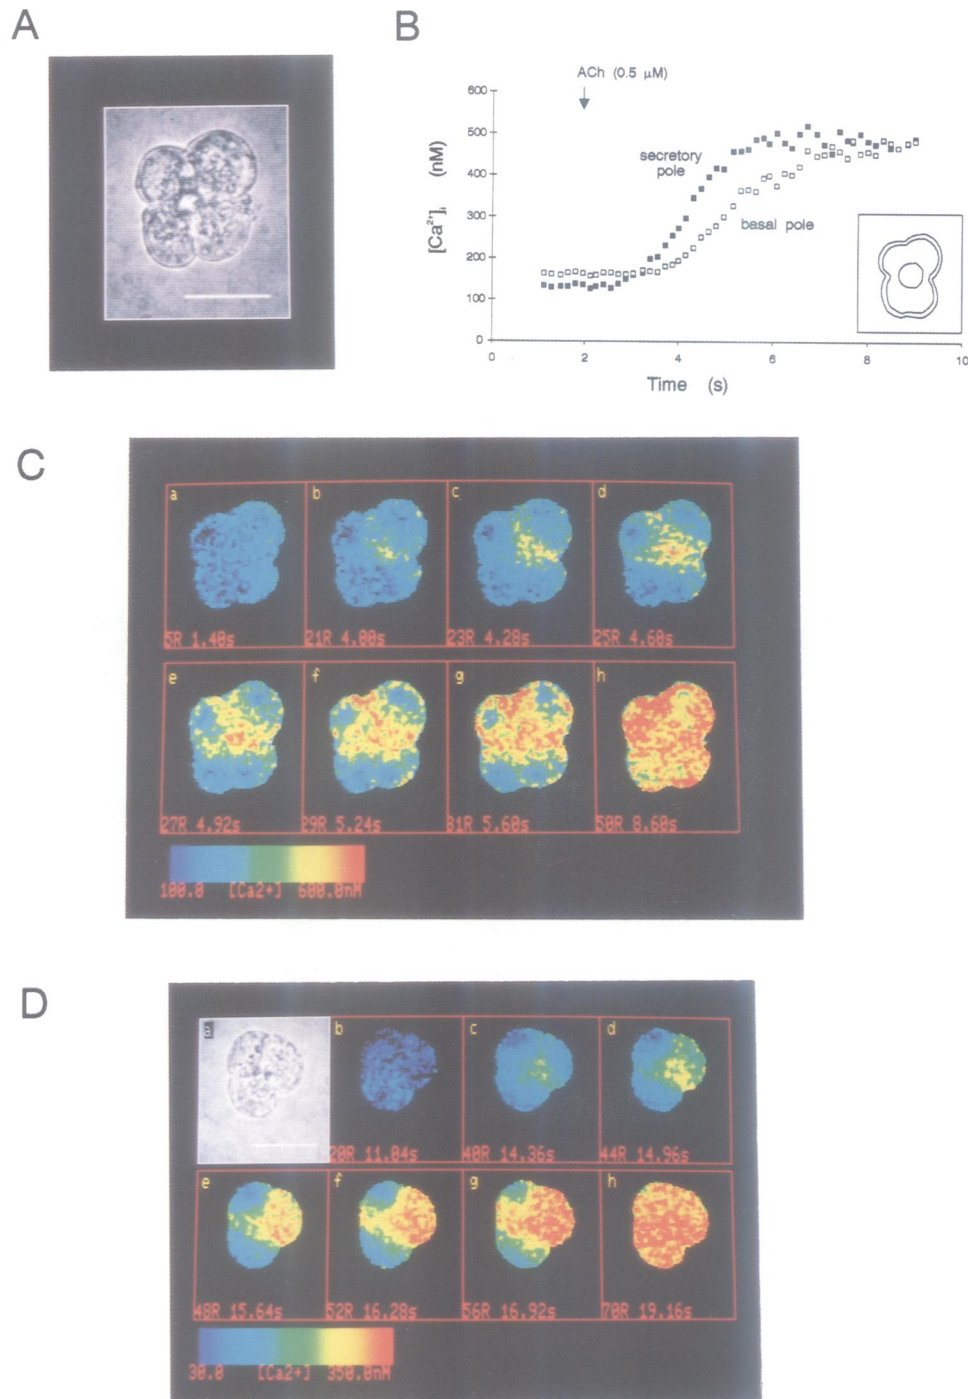 A
B
ACh (0.5 µM)
600
500
400
300
200
100
0
[Ca²⁺]ᵢ (nM)
secretory
pole
basal pole
0 2 4 6 8 10
Time (s)
C
a b c d
5R 1.40s 21R 4.00s 23R 4.28s 25R 4.60s
e f g h
27R 4.92s 29R 5.24s 31R 5.60s 50R 8.60s
100.0 [Ca2+] 600.0nM
D
a b c d
20R 11.04s 40R 14.36s 44R 14.96s
e f g h
48R 15.64s 52R 16.28s 56R 16.92s 70R 19.16s
30.0 [Ca2+] 350.0nM